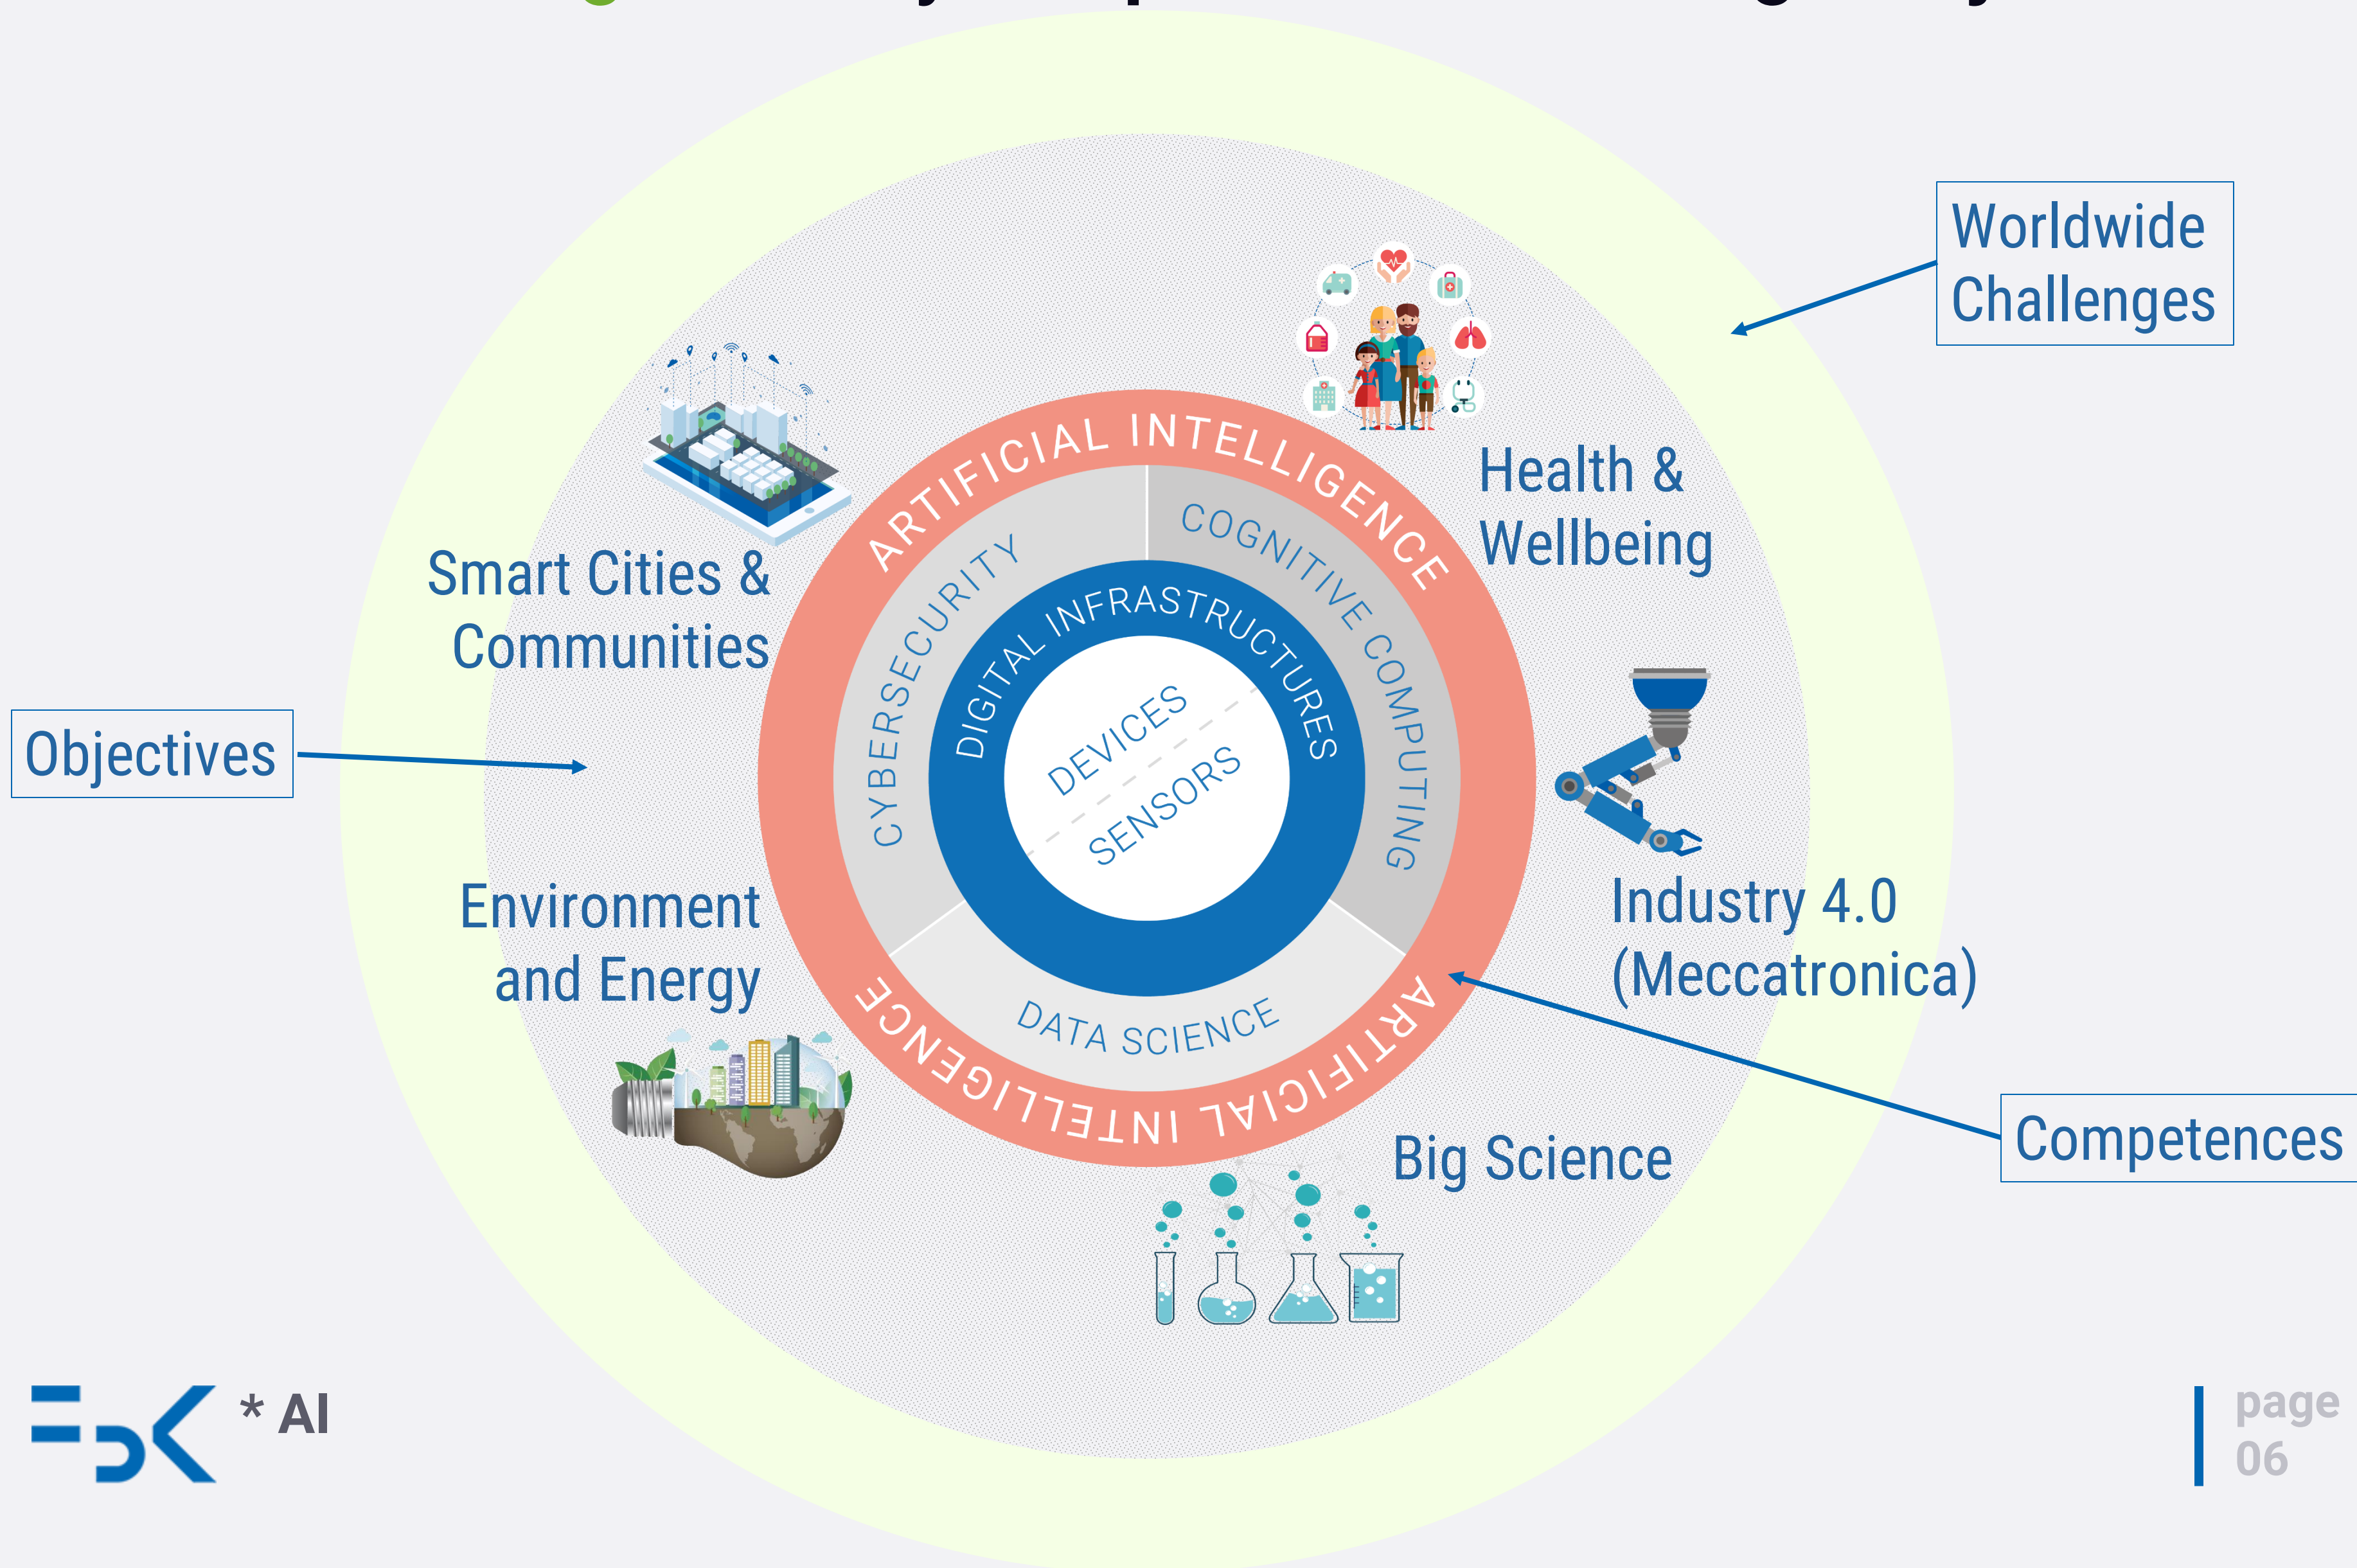 Worldwide
Challenges
Health &
Wellbeing
Smart Cities &
Communities
Objectives
ARTIFICIAL INTELLIGENCE
CYBERSECURITY
COGNITIVE COMPUTING
DIGITAL INFRASTRUCTURES
DEVICES
SENSORS
DATA SCIENCE
ARTIFICIAL INTELLIGENCE
Environment
and Energy
Industry 4.0
(Meccatronica)
Competences
Big Science
FBK * AI
page
06